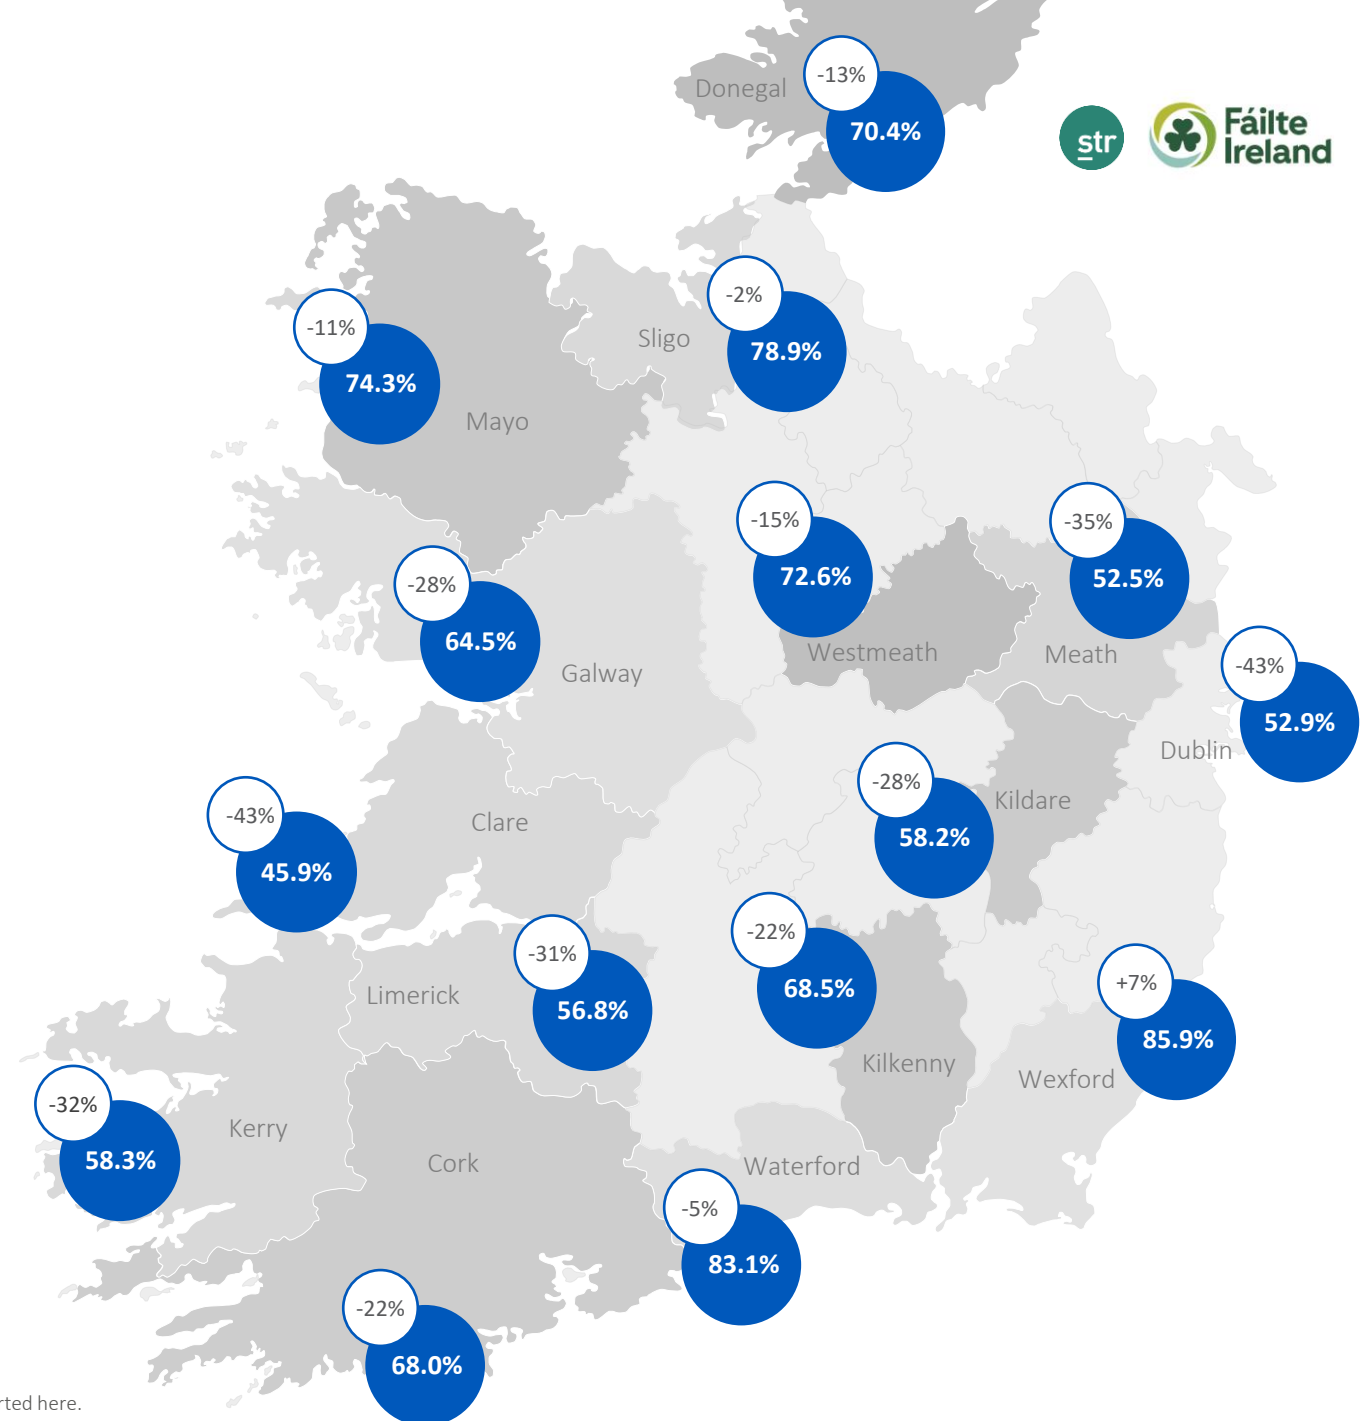 -13%
Donegal
70.4%
str
Fáilte
Ireland
-2%
-11%
Sligo
78.9%
74.3%
Mayo
-15%
-35%
72.6%
52.5%
-28%
64.5%
Westmeath
Meath
-43%
Galway
52.9%
Dublin
-28%
Kildare
-43%
Clare
58.2%
45.9%
-22%
-31%
Limerick
68.5%
+7%
56.8%
85.9%
Kilkenny
Wexford
-32%
Kerry
58.3%
Cork
Waterford
-5%
83.1%
-22%
68.0%
rted here.